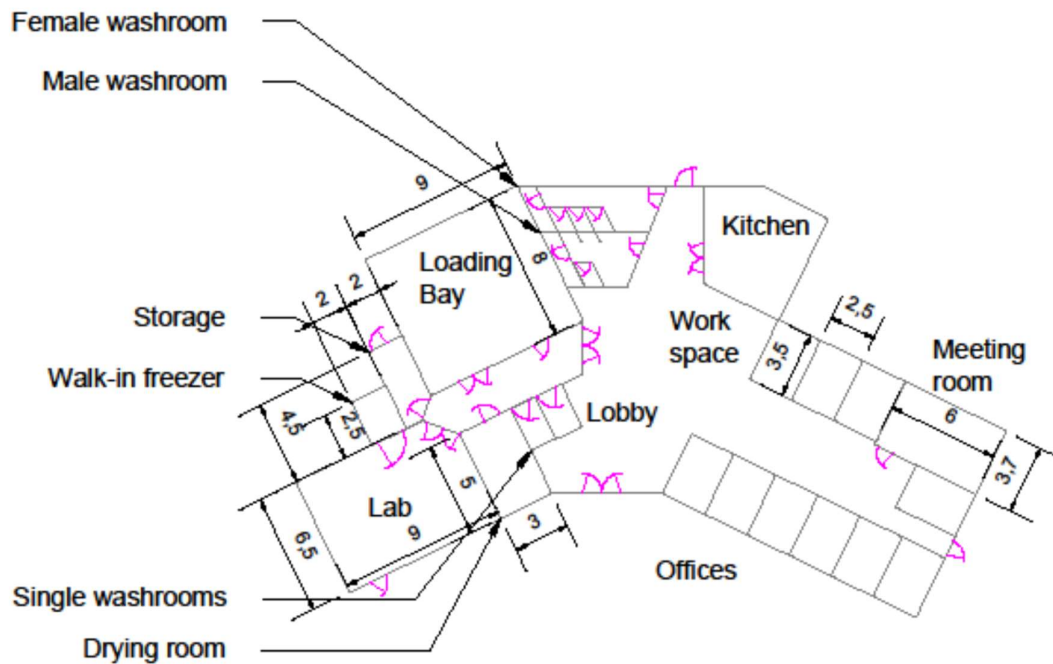 Female washroom
Male washroom
9
Kitchen
Loading
Bay
8
2
2
Storage
Work
space
2,5
Meeting
room
3,5
Walk-in freezer
4,5
2,5
Lobby
6
3,7
Lab
5
9
3
6,5
Offices
Single washrooms
Drying room